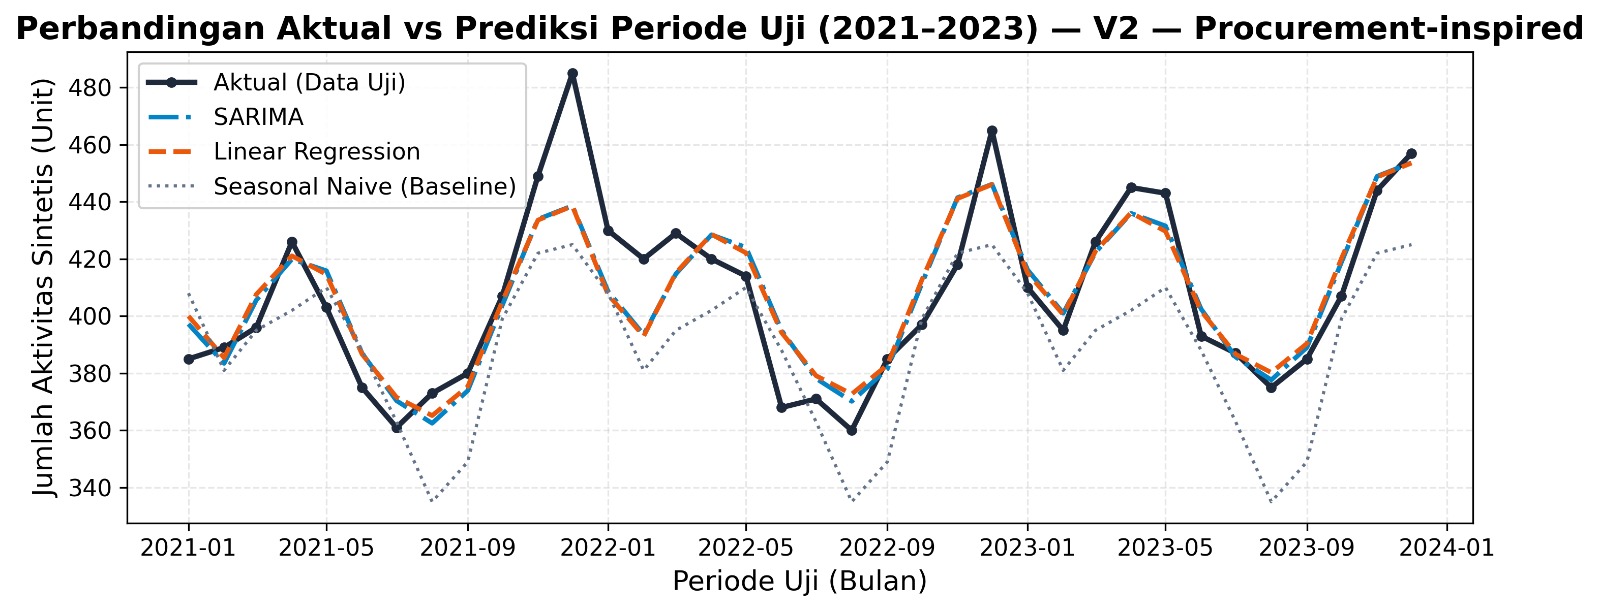 Perbandingan Aktual vs Prediksi Periode Uji (2021–2023) — V2 — Procurement-inspired
Aktual (Data Uji)
SARIMA
Linear Regression
Seasonal Naive (Baseline)
Jumlah Aktivitas Sintetis (Unit)
480
460
440
420
400
380
360
340
2021-01 2021-05 2021-09 2022-01 2022-05 2022-09 2023-01 2023-05 2023-09 2024-01
Periode Uji (Bulan)